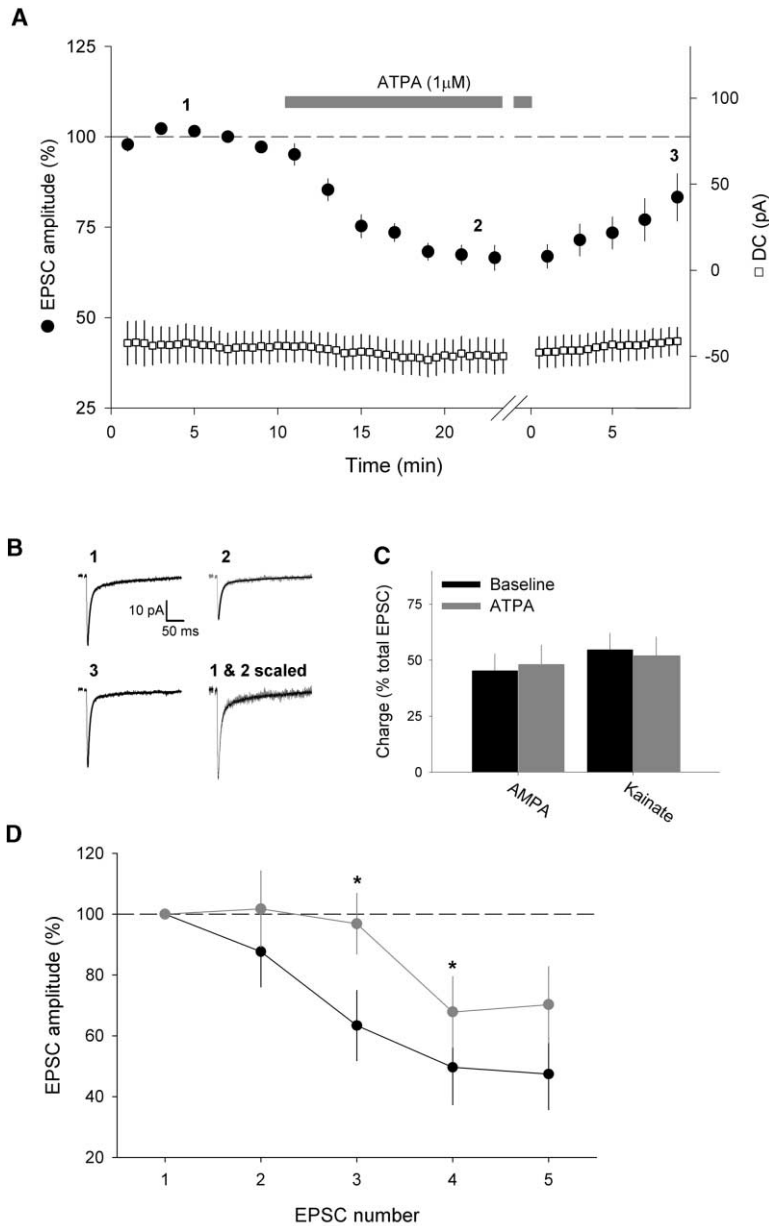 A
ATPA (1μM)
1
2
3
● EPSC amplitude (%)
125
100
75
50
25
100
50
0
-50
□ DC (pA)
0 5 10 15 20 0 5
Time (min)
B
1
2
10 pA
50 ms
3
1 & 2 scaled
C
Baseline
ATPA
Charge (% total EPSC)
75
50
25
0
AMPA
Kainate
D
EPSC amplitude (%)
120
100
80
60
40
20
*
*
1 2 3 4 5
EPSC number